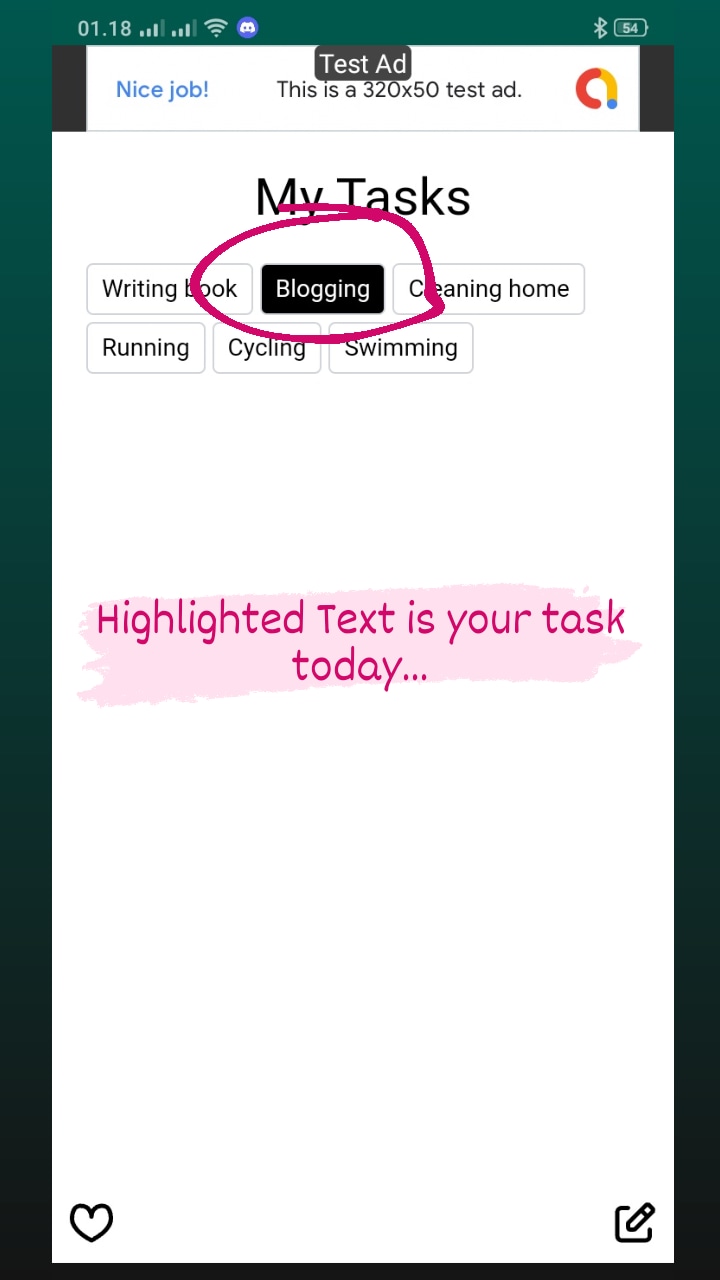 01.18
54
Test Ad
Nice job! This is a 320x50 test ad.
My Tasks
Writing book Blogging Cleaning home
Running Cycling Swimming
Highlighted Text is your task
today...